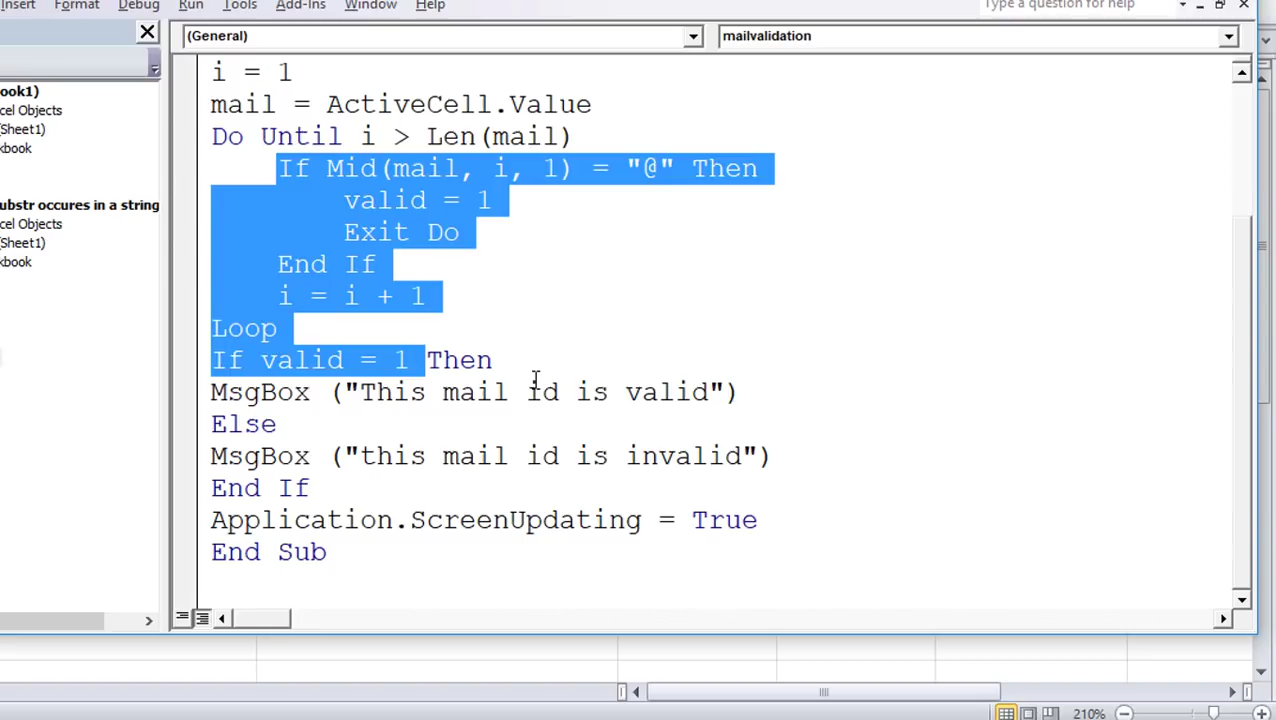 Insert Format Debug Run Tools Add-Ins Window Help Type a question for help
(General) mailvalidation
ook1)
cel Objects
(Sheet1)
kbook
ubstr occures in a string
cel Objects
(Sheet1)
kbook
i = 1
mail = ActiveCell.Value
Do Until i > Len(mail)
If Mid(mail, i, 1) = "@" Then
valid = 1
Exit Do
End If
i = i + 1
Loop
If valid = 1 Then
MsgBox ("This mail id is valid")
Else
MsgBox ("this mail id is invalid")
End If
Application.ScreenUpdating = True
End Sub
210%